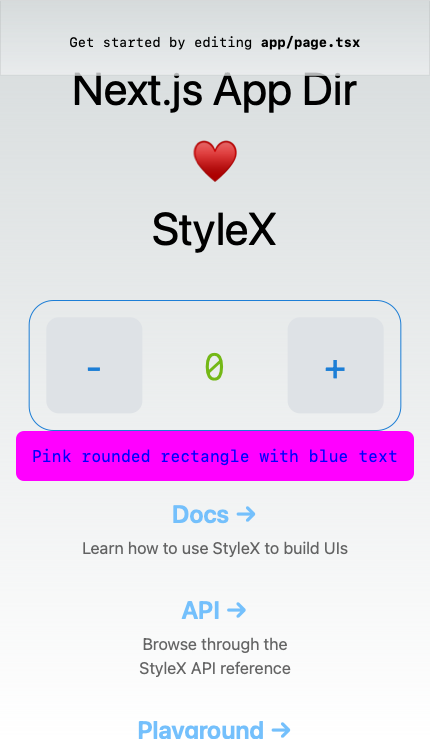 Get started by editing app/page.tsx
Next.js App Dir
♥️
StyleX
- 0 +
Pink rounded rectangle with blue text
Docs →
Learn how to use StyleX to build UIs
API →
Browse through the
StyleX API reference
Playground →